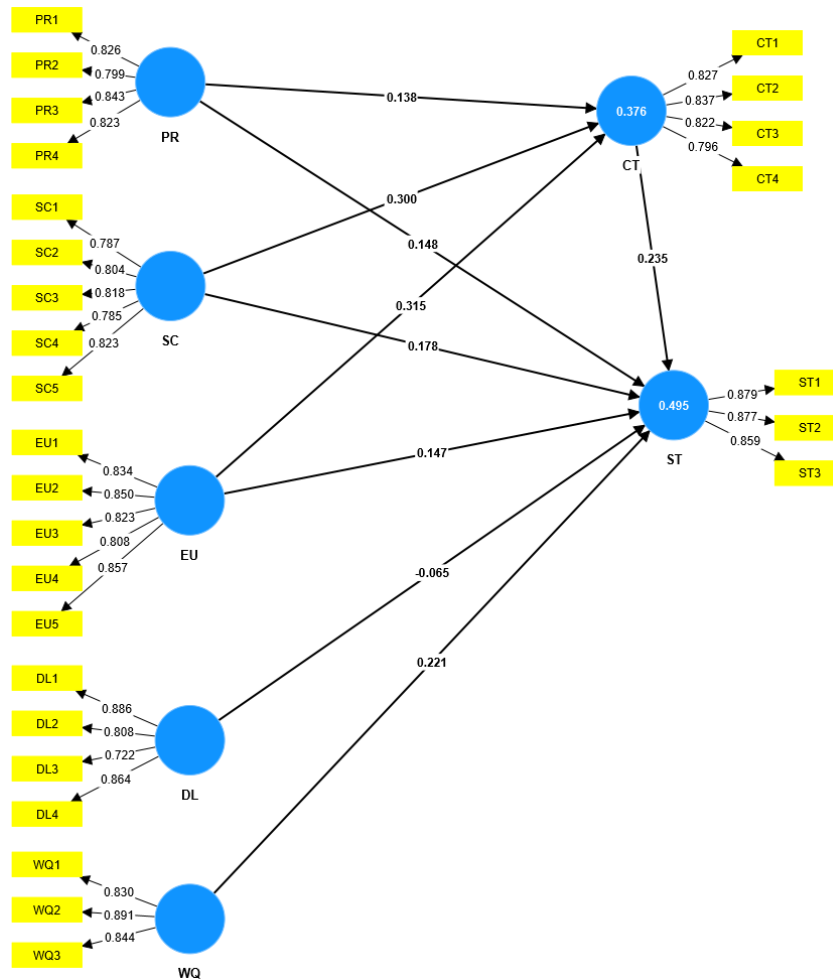 PR1
0.826
PR2
0.799
PR3
0.843
PR4
0.823
PR
SC1
0.787
SC2
0.804
SC3
0.818
SC4
0.785
SC5
0.823
SC
EU1
0.834
EU2
0.850
EU3
0.823
EU4
0.808
EU5
0.857
EU
DL1
0.886
DL2
0.808
DL3
0.722
DL4
0.864
DL
WQ1
0.830
WQ2
0.891
WQ3
0.844
WQ
0.138
0.300
0.148
0.315
0.178
0.147
-0.065
0.221
0.235
0.376
CT
CT1
0.827
CT2
0.837
CT3
0.822
CT4
0.796
0.495
ST
ST1
0.879
ST2
0.877
ST3
0.859